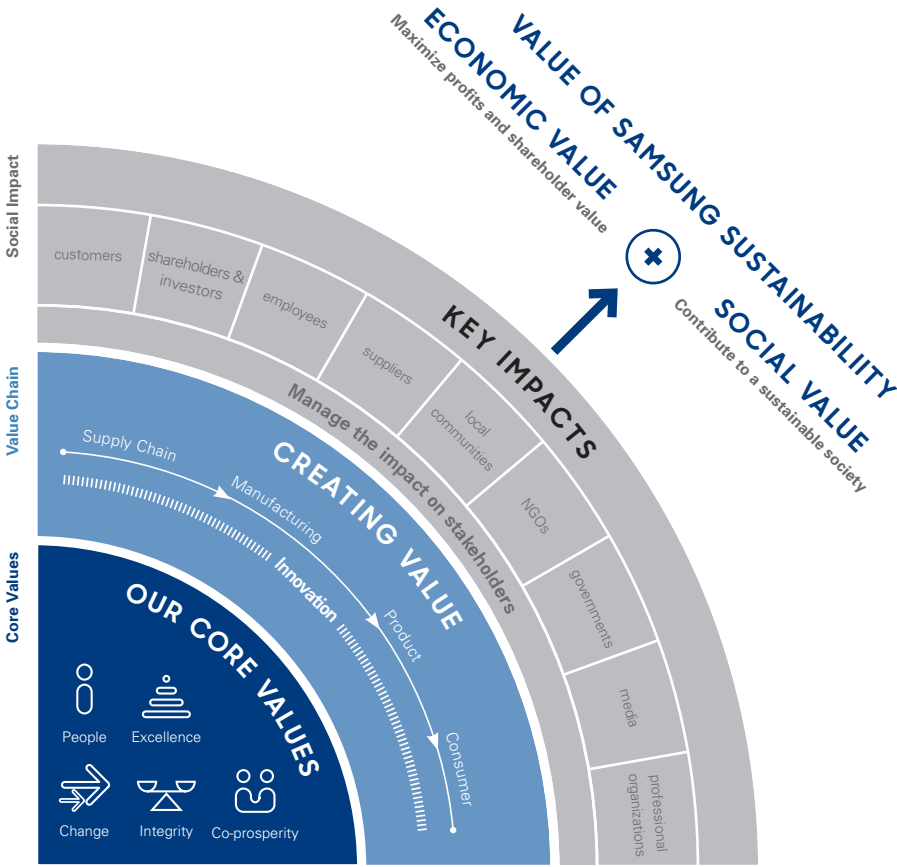 VALUE OF SAMSUNG SUSTAINABILIITY
ECONOMIC VALUE
Maximize profits and shareholder value
SOCIAL VALUE
Contribute to a sustainable society
Social Impact
KEY IMPACTS
customers
shareholders &
investors
employees
suppliers
local
communities
NGOs
governments
media
professional
organizations
Manage the impact on stakeholders
Value Chain
CREATING VALUE
Supply Chain
Manufacturing
Product
Consumer
Innovation
Core Values
OUR CORE VALUES
People
Excellence
Change
Integrity
Co-prosperity